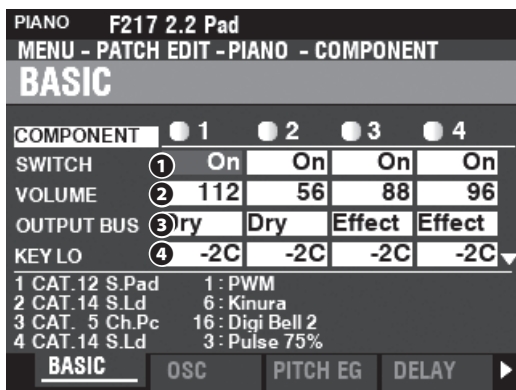 PIANO F217 2.2 Pad
MENU - PATCH EDIT -PIANO - COMPONENT
BASIC
COMPONENT 1 2 3 4
SWITCH 1 On On On On
VOLUME 2 112 56 88 96
OUTPUT BUS 3 Dry Dry Effect Effect
KEY LO 4 -2C -2C -2C -2C
1 CAT.12 S.Pad 1 : PWM
2 CAT.14 S.Ld 6 : Kinura
3 CAT. 5 Ch.Pc 16 : Digi Bell 2
4 CAT.14 S.Ld 3 : Pulse 75%
BASIC OSC PITCH EG DELAY